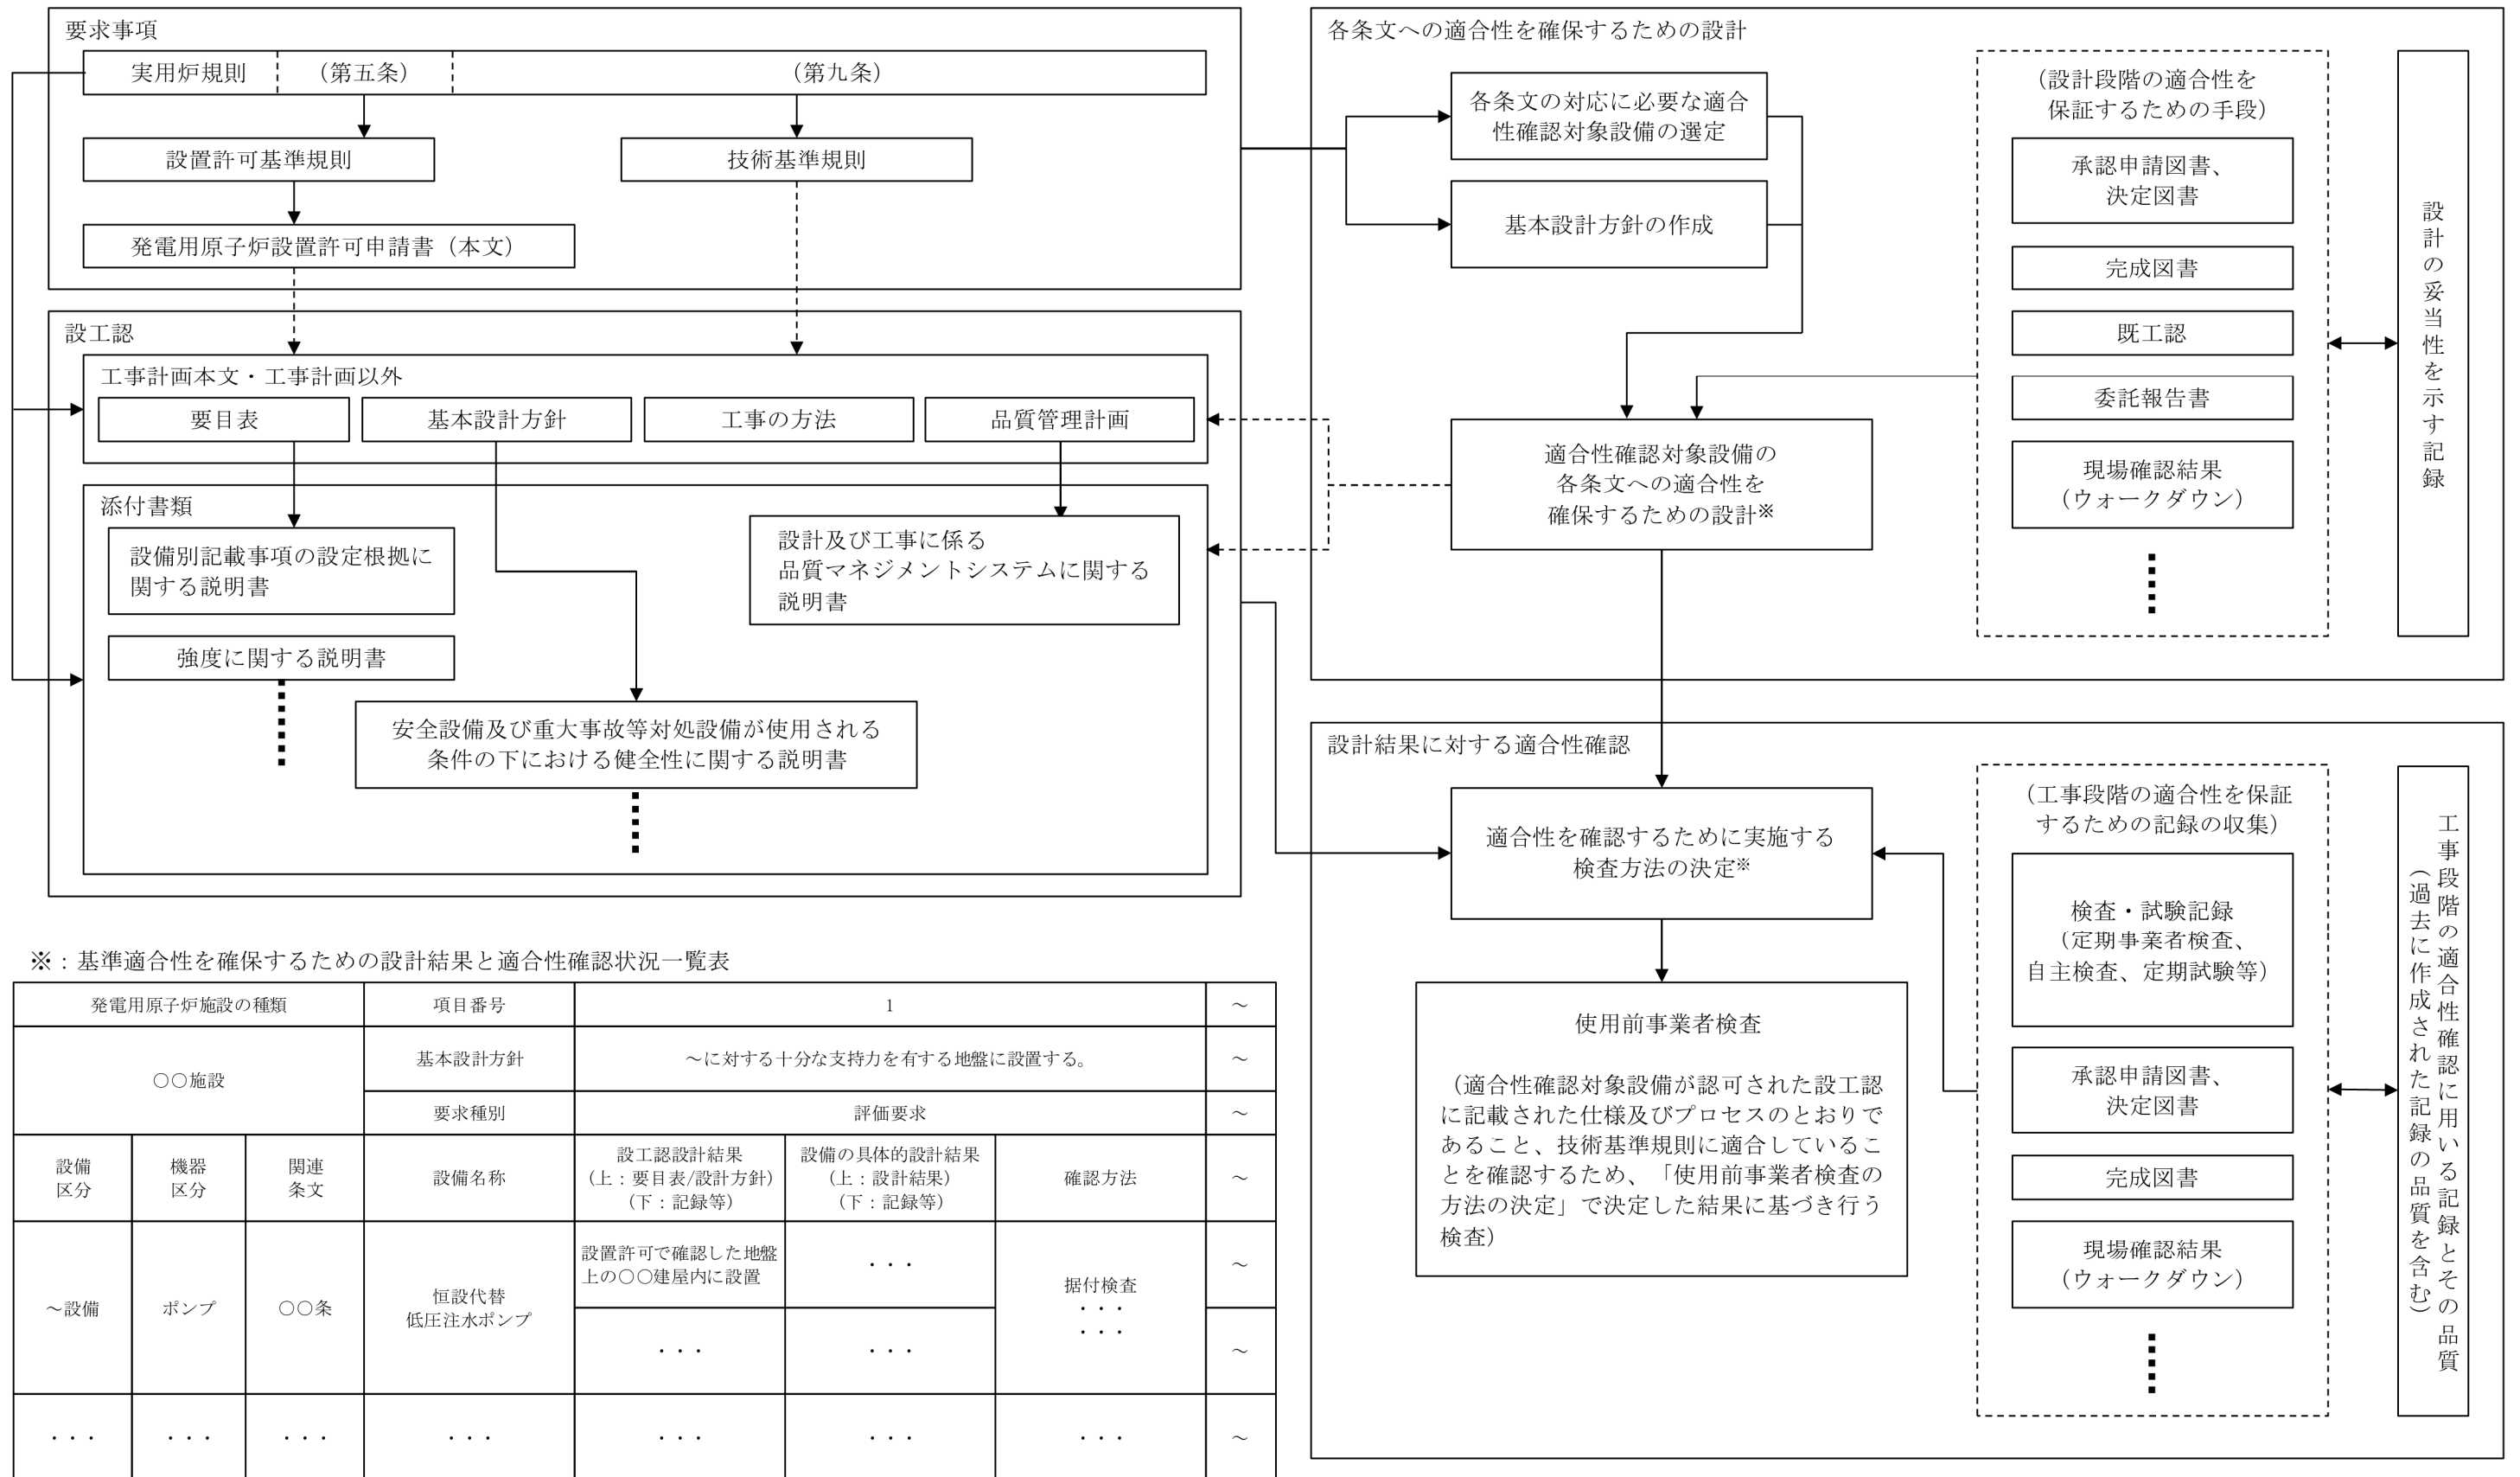 要求事項
実用炉規則
（第五条）
（第九条）
設置許可基準規則
技術基準規則
発電用原子炉設置許可申請書（本文）
設工認
工事計画本文・工事計画以外
要目表
基本設計方針
工事の方法
品質管理計画
添付書類
設備別記載事項の設定根拠に
関する説明書
設計及び工事に係る
品質マネジメントシステムに関する
説明書
強度に関する説明書
安全設備及び重大事故等対処設備が使用される
条件の下における健全性に関する説明書
各条文への適合性を確保するための設計
各条文の対応に必要な適合
性確認対象設備の選定
基本設計方針の作成
適合性確認対象設備の
各条文への適合性を
確保するための設計※
（設計段階の適合性を
保証するための手段）
承認申請図書、
決定図書
完成図書
既工認
委託報告書
現場確認結果
（ウォークダウン）
設計の妥当性を示す記録
設計結果に対する適合性確認
適合性を確認するために実施する
検査方法の決定※
使用前事業者検査
（適合性確認対象設備が認可された設工認
に記載された仕様及びプロセスのとおりで
あること、技術基準規則に適合しているこ
とを確認するため、「使用前事業者検査の
方法の決定」で決定した結果に基づき行う
検査）
（工事段階の適合性を保証
するための記録の収集）
検査・試験記録
（定期事業者検査、
自主検査、定期試験等）
承認申請図書、
決定図書
完成図書
現場確認結果
（ウォークダウン）
工事段階の適合性確認に用いる記録とその品質
（過去に作成された記録の品質を含む）
※：基準適合性を確保するための設計結果と適合性確認状況一覧表
発電用原子炉施設の種類
項目番号
1
～
〇〇施設
基本設計方針
～に対する十分な支持力を有する地盤に設置する。
～
要求種別
評価要求
～
設備
区分
機器
区分
関連
条文
設備名称
設工認設計結果
（上：要目表/設計方針）
（下：記録等）
設備の具体的設計結果
（上：設計結果）
（下：記録等）
確認方法
～
～設備
ポンプ
〇〇条
恒設代替
低圧注水ポンプ
設置許可で確認した地盤
上の〇〇建屋内に設置
・・・
据付検査
・・・
・・・
～
・・・
・・・
～
・・・
・・・
・・・
・・・
・・・
・・・
・・・
～